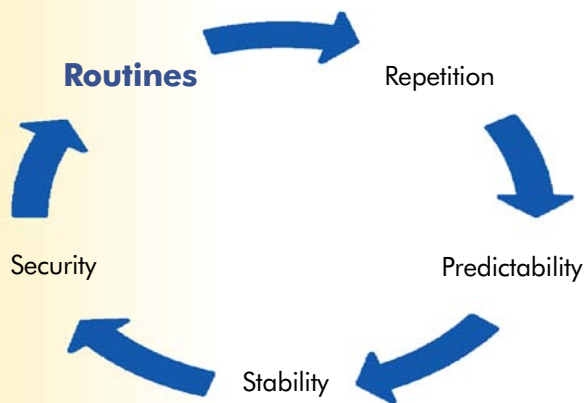 Routines
Repetition
Predictability
Stability
Security